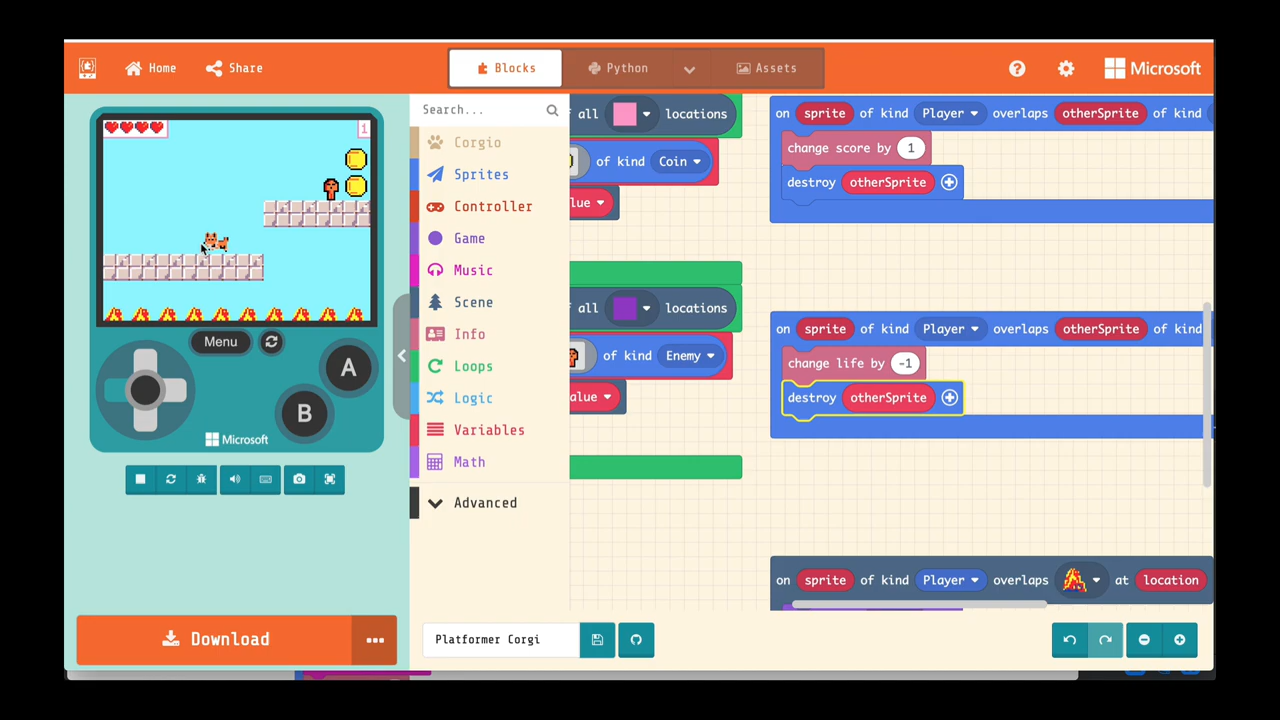 Home
Share
Blocks
Python
Assets
Microsoft
1
Menu
A
B
Microsoft
Download
Search...
Corgio
Sprites
Controller
Game
Music
Scene
Info
Loops
Logic
Variables
Math
Advanced
all locations
of kind Coin
lue
all locations
of kind Enemy
alue
on sprite of kind Player overlaps otherSprite of kind
change score by 1
destroy otherSprite
on sprite of kind Player overlaps otherSprite of kind
change life by -1
destroy otherSprite
on sprite of kind Player overlaps at location
Platformer Corgi